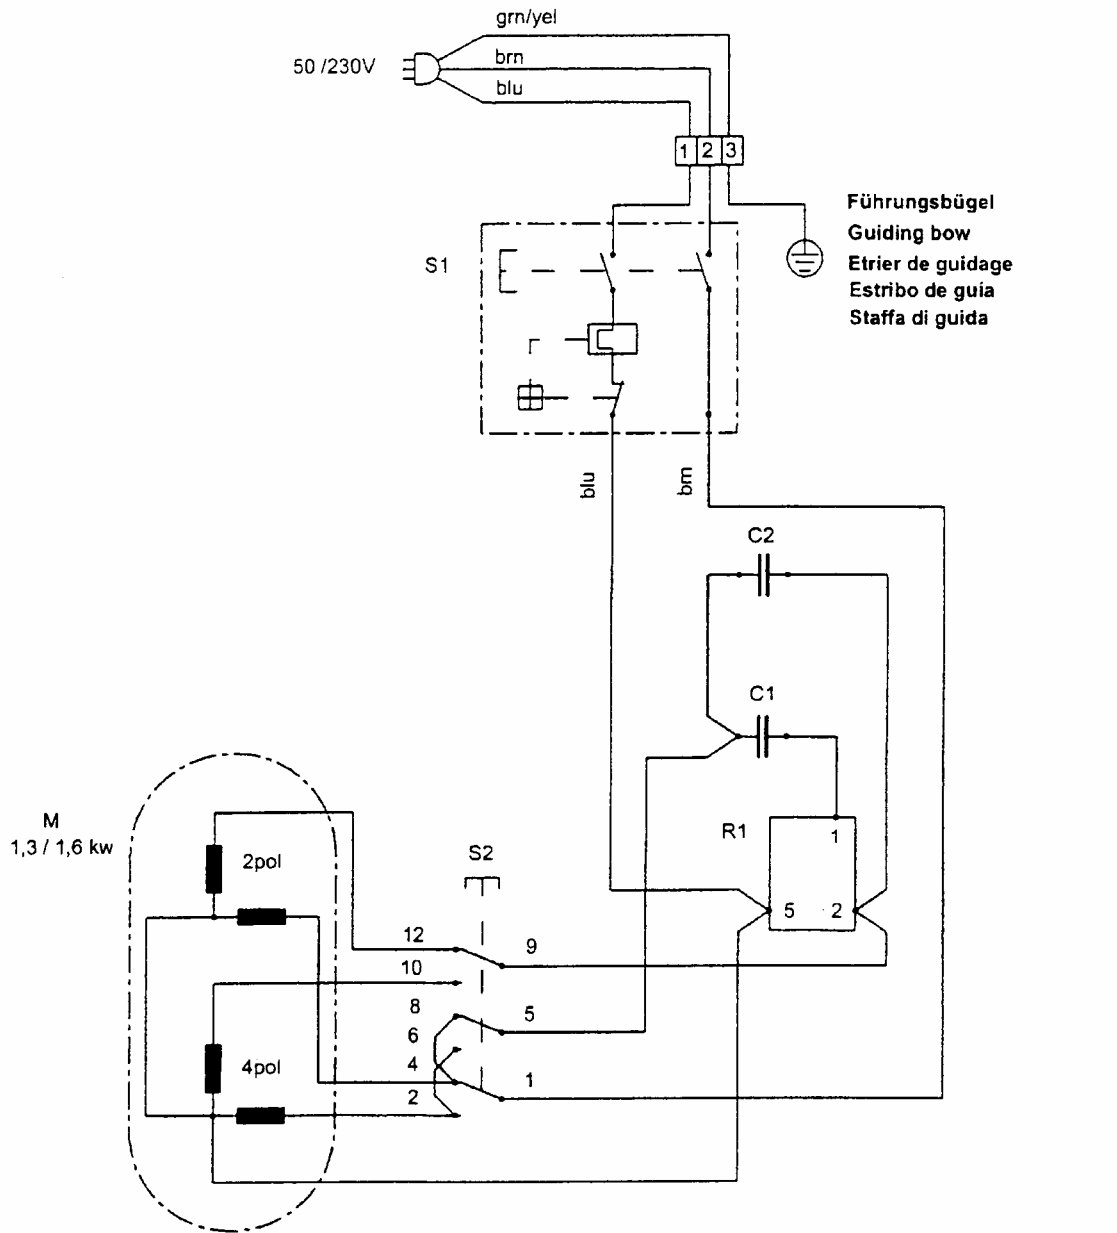 grn/yel
50 /230V
brn
blu
1 2 3
Führungsbügel
Guiding bow
Etrier de guidage
Estribo de guia
Staffa di guida
S1
blu
brn
C2
C1
M
1,3 / 1,6 kw
R1
1
5 2
2pol
S2
12
9
10
8
5
6
4pol
4
1
2